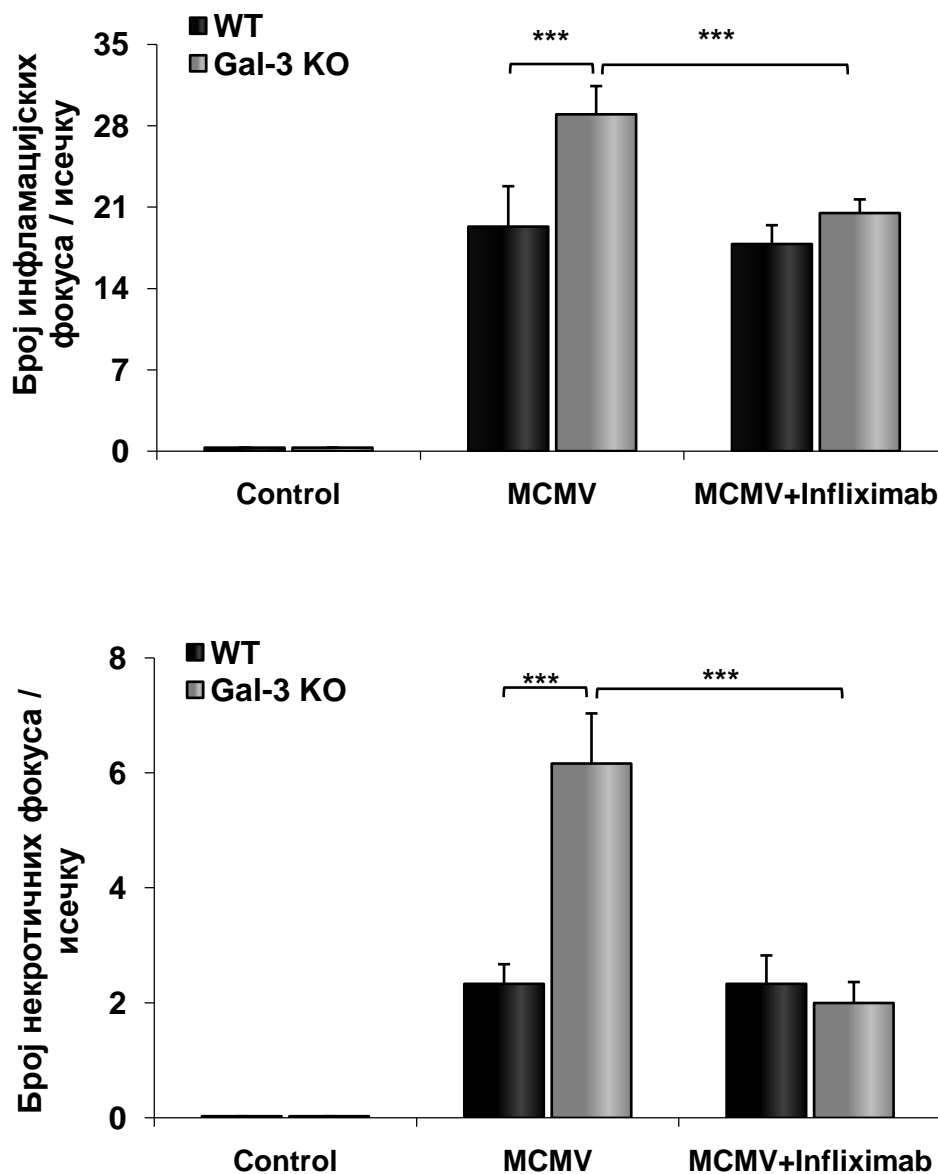 Број инфламацијских
фокуса / исечку
WT
Gal-3 KO
***
***
35
28
21
14
7
0
Control
MCMV
MCMV+Infliximab
Број некротичних фокуса /
исечку
WT
Gal-3 KO
***
***
8
6
4
2
0
Control
MCMV
MCMV+Infliximab